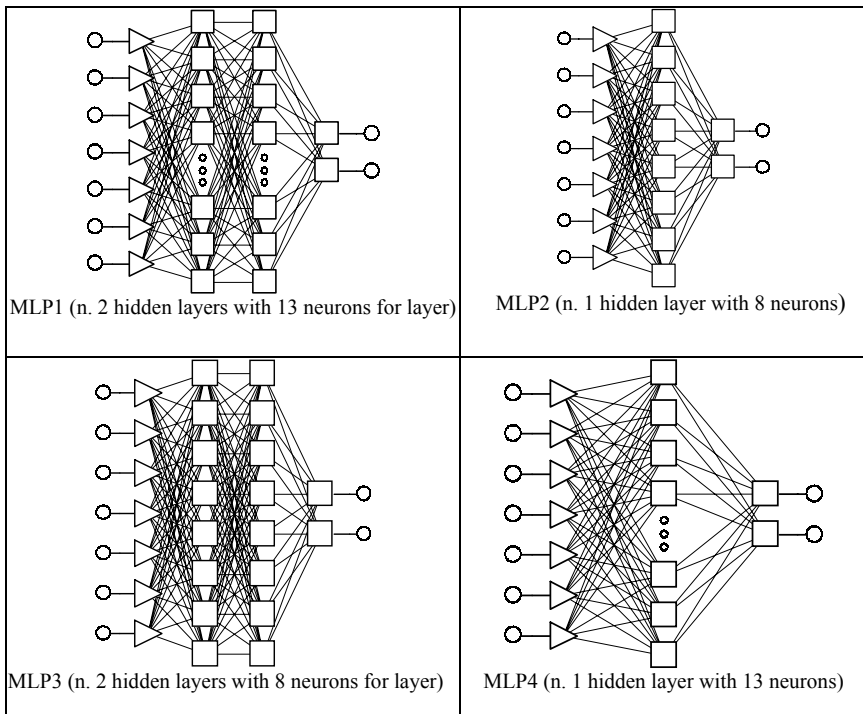 MLP1 (n. 2 hidden layers with 13 neurons for layer)
MLP2 (n. 1 hidden layer with 8 neurons)
MLP3 (n. 2 hidden layers with 8 neurons for layer)
MLP4 (n. 1 hidden layer with 13 neurons)